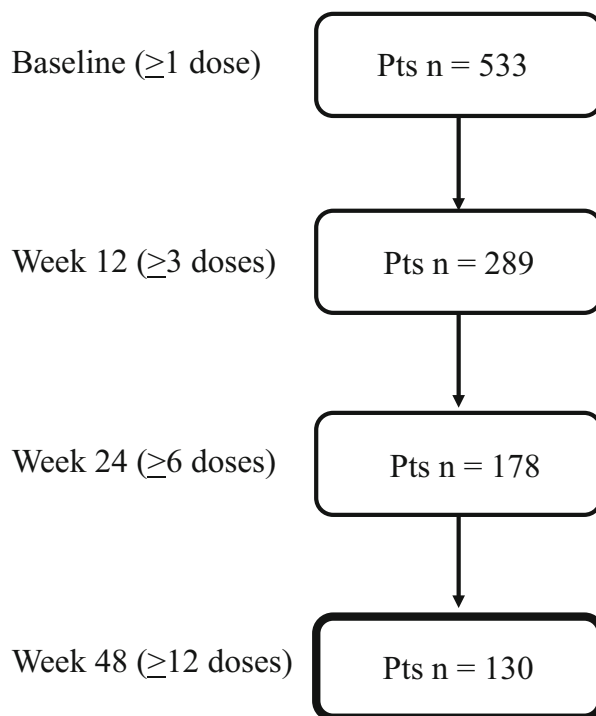 Baseline (≥1 dose) Pts n = 533
Week 12 (≥3 doses) Pts n = 289
Week 24 (≥6 doses) Pts n = 178
Week 48 (≥12 doses) Pts n = 130